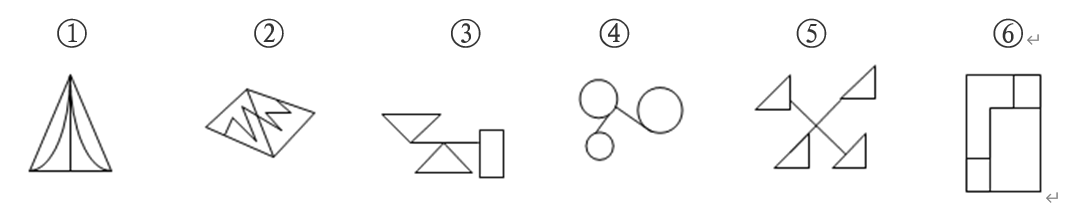 ① ② ③ ④ ⑤ ⑥